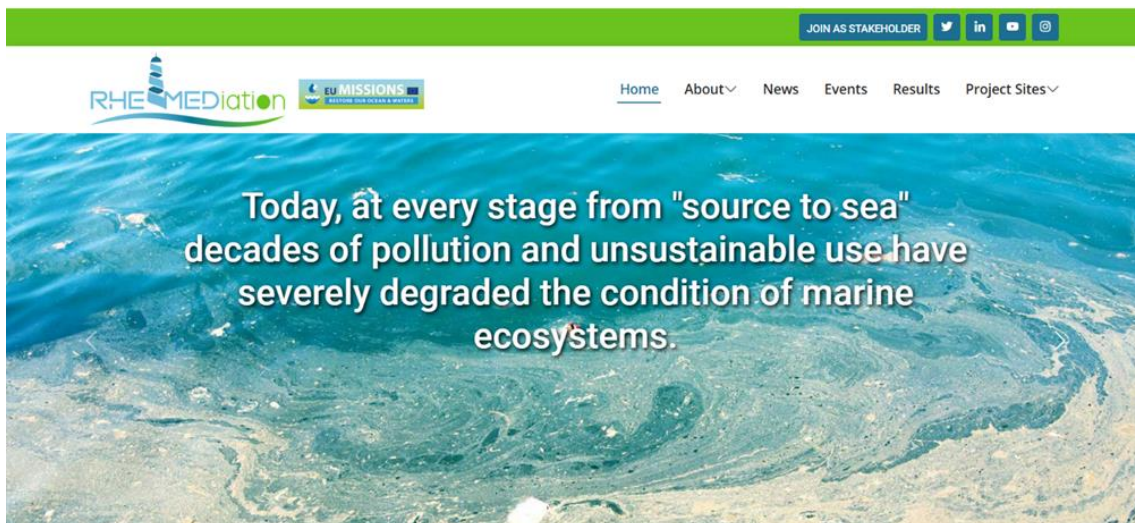 JOIN AS STAKEHOLDER
RHEMEDiation
EU MISSIONS
RESTORE OUR OCEAN & WATERS
Home About News Events Results Project Sites
Today, at every stage from "source to sea"
decades of pollution and unsustainable use have
severely degraded the condition of marine
ecosystems.